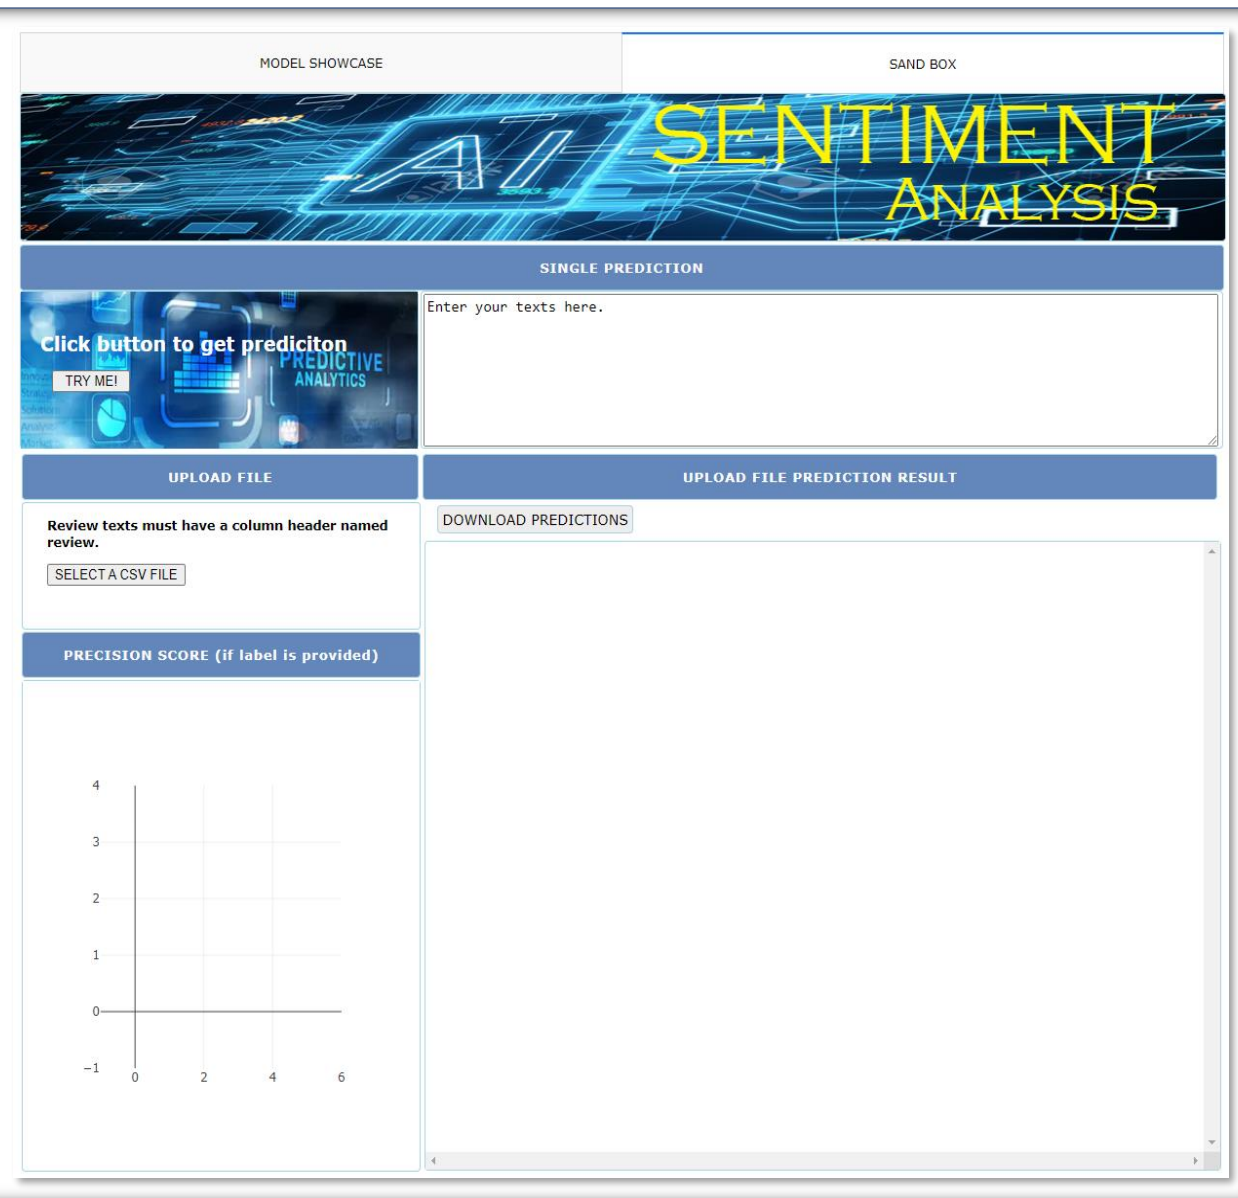 MODEL SHOWCASE
SAND BOX
AI
SENTIMENT
ANALYSIS
SINGLE PREDICTION
Click button to get prediciton
TRY ME!
PREDICTIVE
ANALYTICS
Enter your texts here.
UPLOAD FILE
UPLOAD FILE PREDICTION RESULT
Review texts must have a column header named
review.
SELECT A CSV FILE
DOWNLOAD PREDICTIONS
PRECISION SCORE (if label is provided)
4
3
2
1
0
−1
0 2 4 6